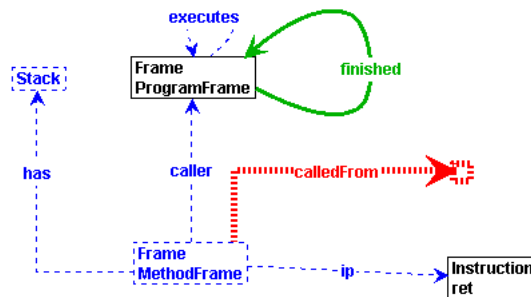 executes
Frame
ProgramFrame
finished
Stack
has
caller
calledFrom
Frame
MethodFrame
ip
Instruction
ret